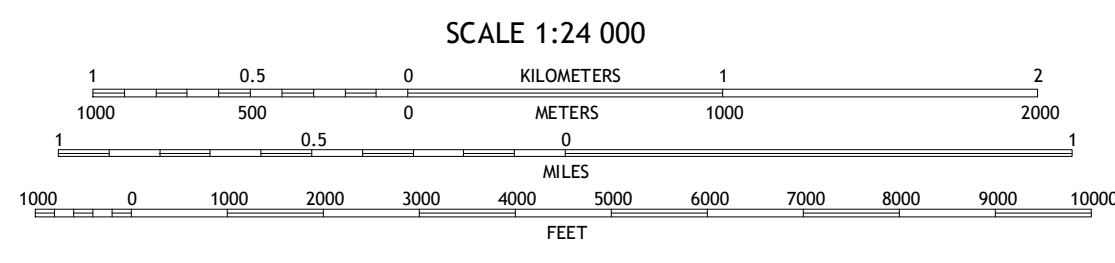 SCALE 1:24 000
1 0.5 0 KILOMETERS 1 2
1000 500 0 METERS 1000 2000
1 0.5 0 1
MILES
1000 0 1000 2000 3000 4000 5000 6000 7000 8000 9000 10000
FEET